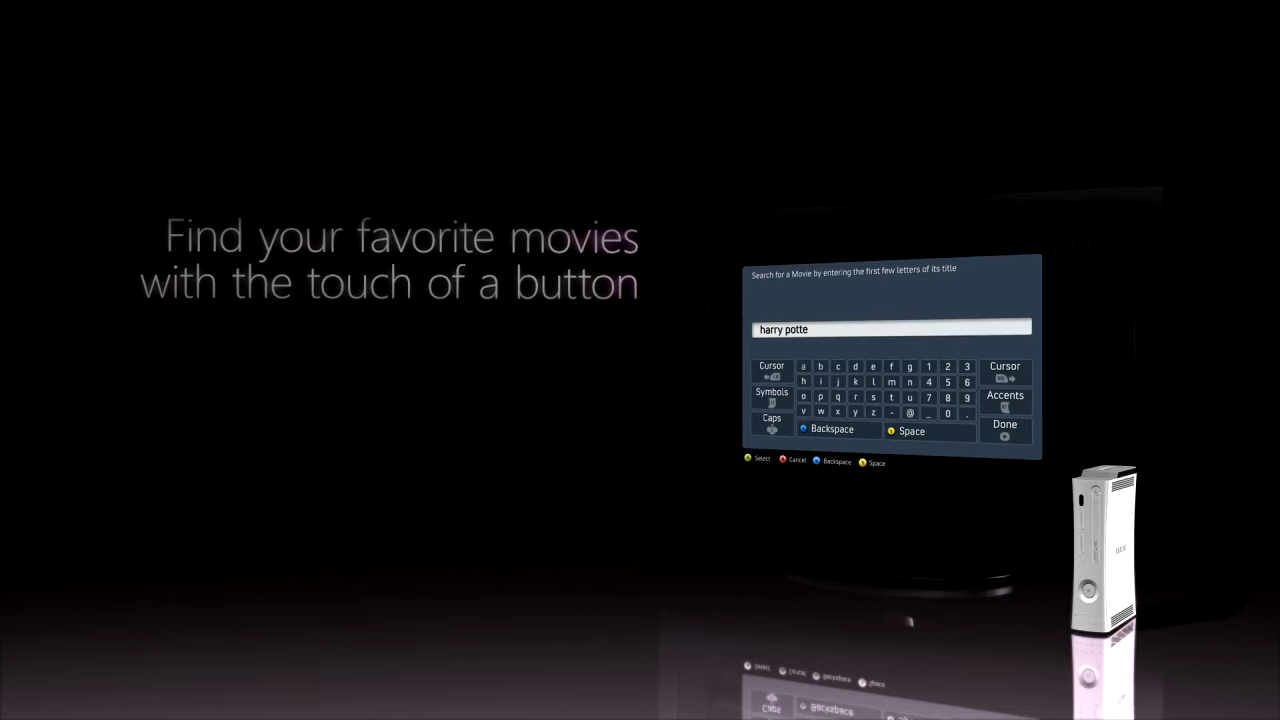 Find your favorite movies
with the touch of a button
Search for a Movie by entering the first few letters of its title
harry potte
Cursor a b c d e f g 1 2 3 Cursor
h i j k l m n 4 5 6
Symbols o p q r s t u 7 8 9 Accents
v w x y z - @ _ 0 .
Caps Backspace Space Done
Select Cancel Backspace Space